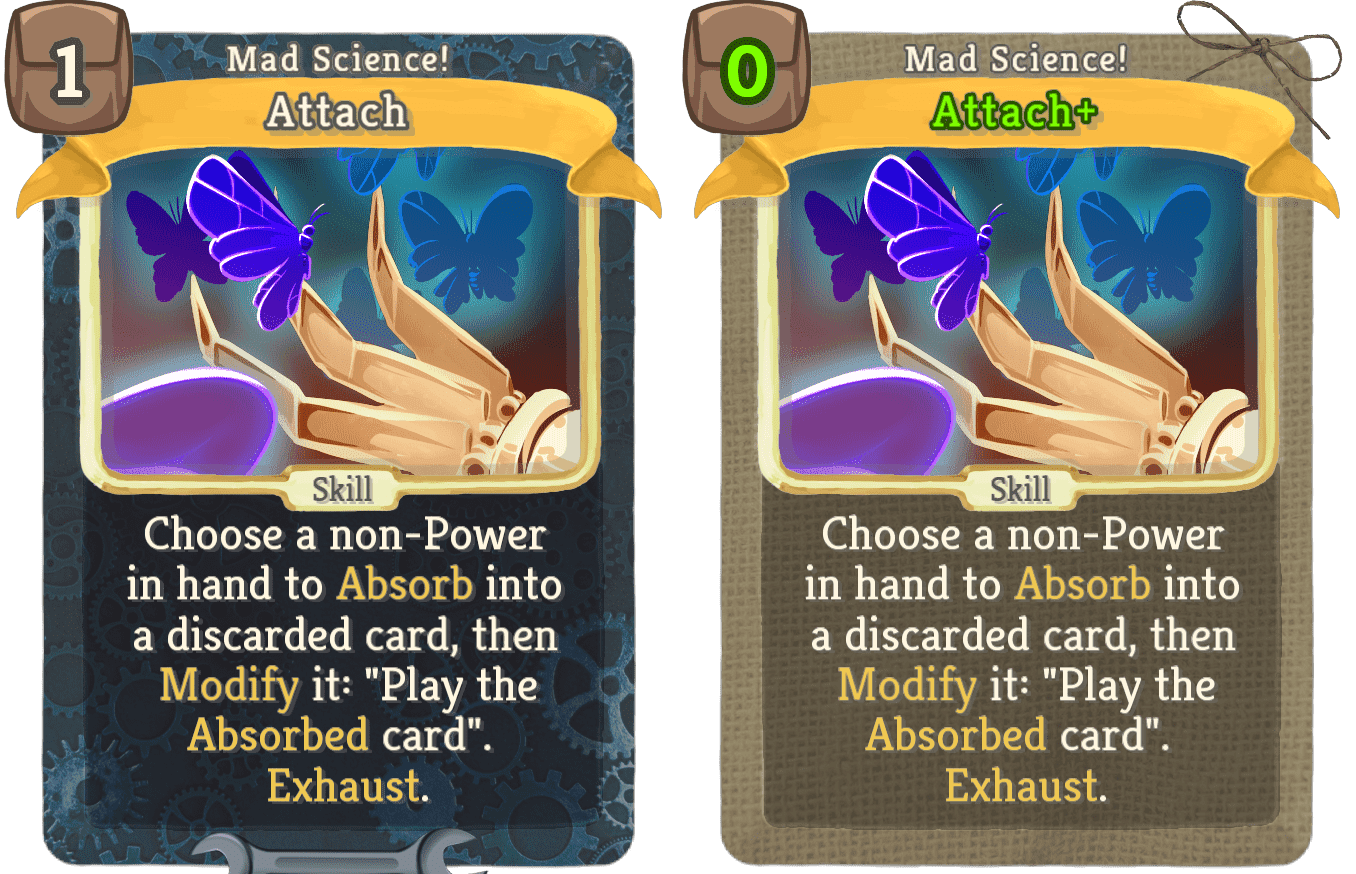 1
Mad Science!
Attach
Skill
Choose a non-Power
in hand to Absorb into
a discarded card, then
Modify it: "Play the
Absorbed card".
Exhaust.
0
Mad Science!
Attach+
Skill
Choose a non-Power
in hand to Absorb into
a discarded card, then
Modify it: "Play the
Absorbed card".
Exhaust.